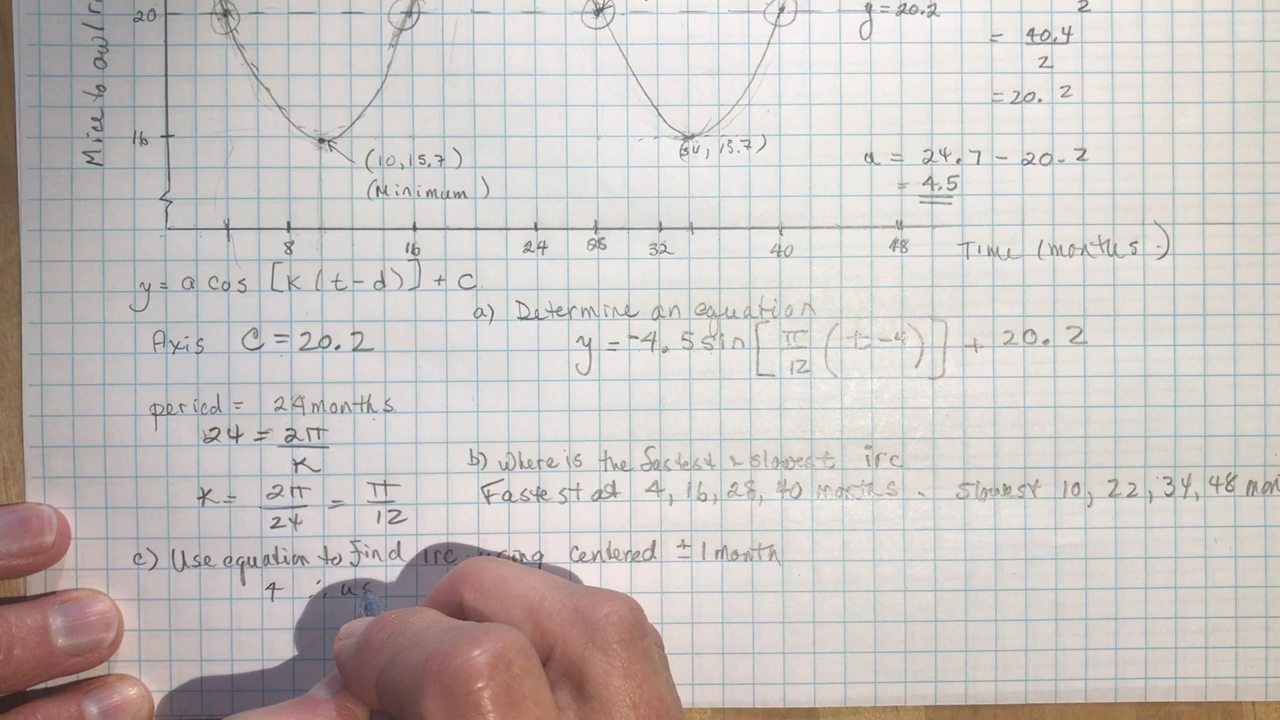 Mice to owl
20
y = 20.2
2
= 40.4
2
= 20.2
16
(10, 15.7)
(Minimum)
(34, 15.7)
a = 24.7 - 20.2
= 4.5
8 16 24 32 40 48 Time (months)
y = a cos [k (t-d)] + C
a) Determine an equation
Axis C = 20.2
y = -4.5 sin [π/12 (t-4)] + 20.2
period = 24 months
24 = 2π/k
b) Where is the fastest & slowest irc
k = 2π/24 = π/12
Fastest at 4, 16, 28, 40 months. Slowest 10, 22, 34, 48 mon
c) Use equation to find irc using centered ± 1 month
4 ∴ us